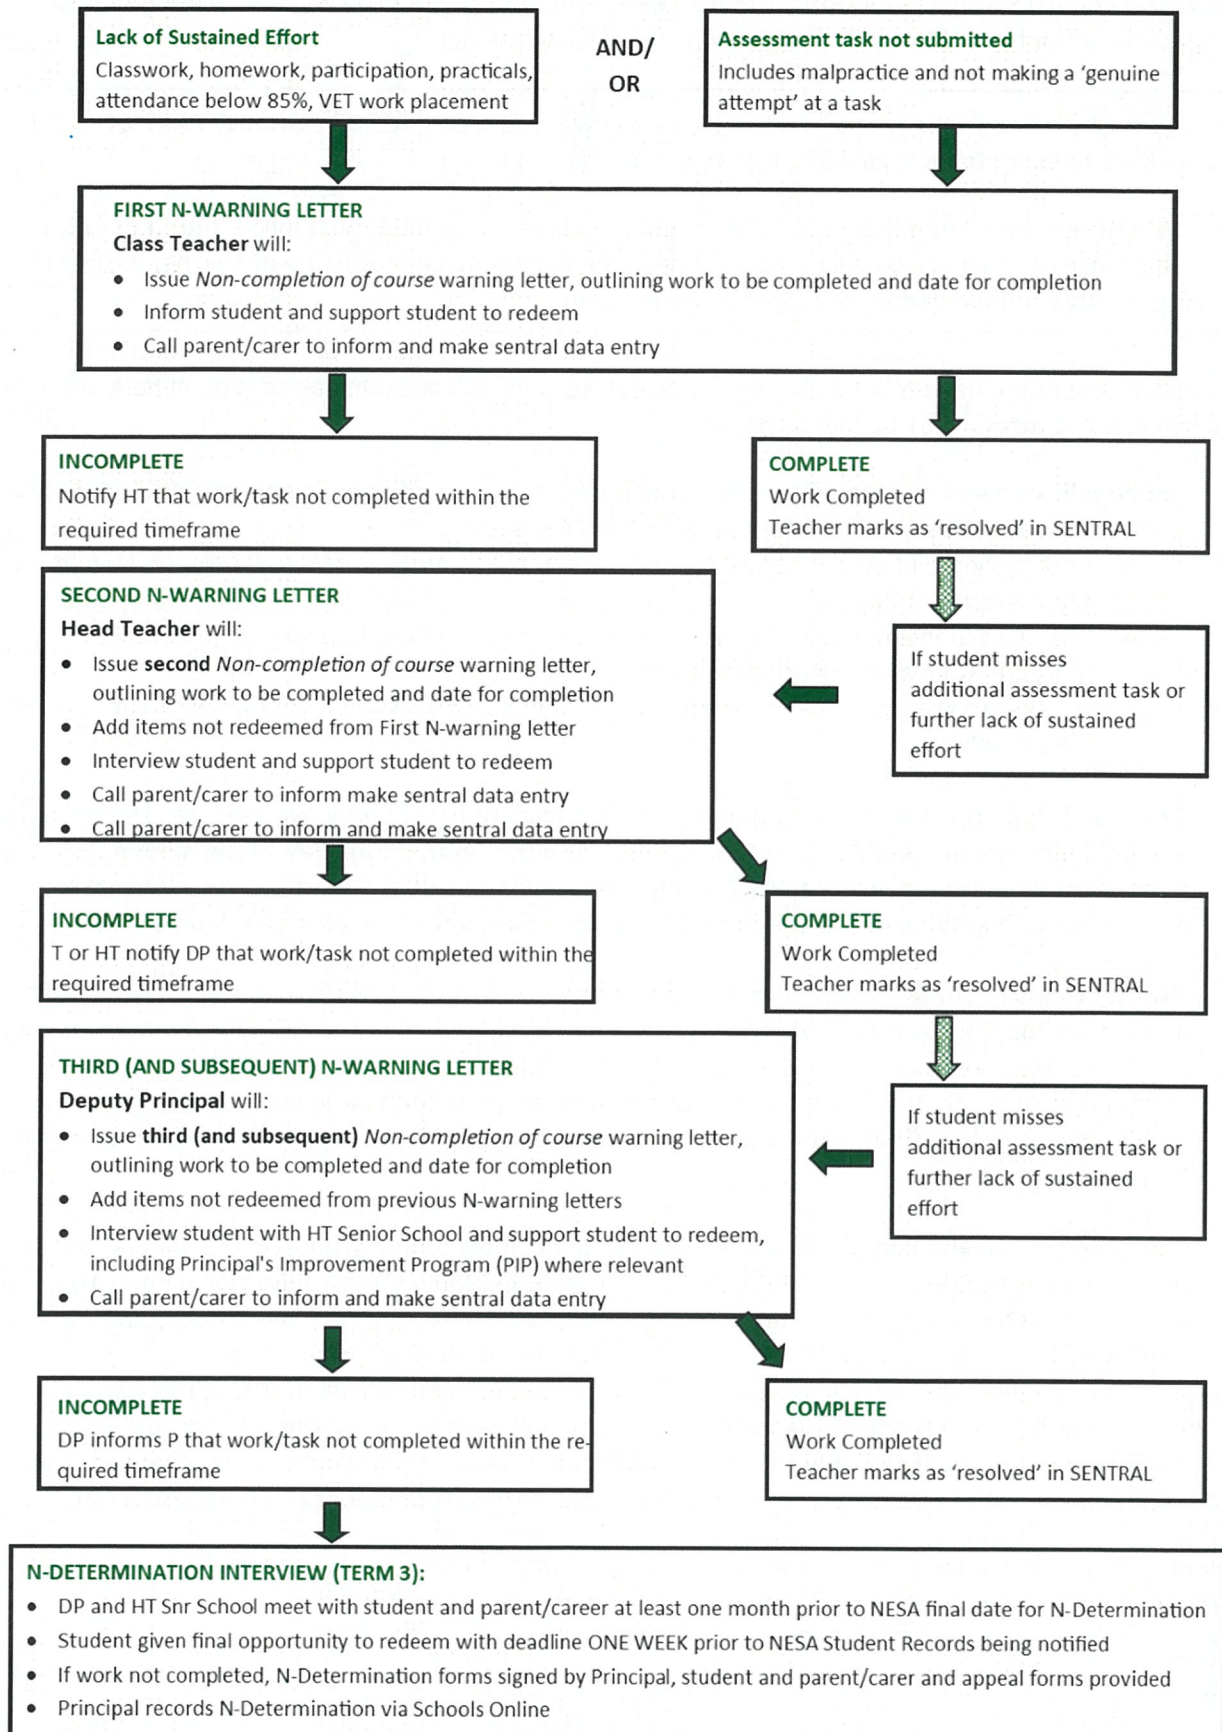 Lack of Sustained Effort
Classwork, homework, participation, practicals,
attendance below 85%, VET work placement
AND/
OR
Assessment task not submitted
Includes malpractice and not making a ‘genuine
attempt’ at a task
FIRST N-WARNING LETTER
Class Teacher will:
• Issue Non-completion of course warning letter, outlining work to be completed and date for completion
• Inform student and support student to redeem
• Call parent/carer to inform and make sentral data entry
INCOMPLETE
Notify HT that work/task not completed within the
required timeframe
COMPLETE
Work Completed
Teacher marks as ‘resolved’ in SENTRAL
SECOND N-WARNING LETTER
Head Teacher will:
• Issue second Non-completion of course warning letter,
outlining work to be completed and date for completion
• Add items not redeemed from First N-warning letter
• Interview student and support student to redeem
• Call parent/carer to inform make sentral data entry
• Call parent/carer to inform and make sentral data entry
If student misses
additional assessment task or
further lack of sustained
effort
INCOMPLETE
T or HT notify DP that work/task not completed within the
required timeframe
COMPLETE
Work Completed
Teacher marks as ‘resolved’ in SENTRAL
THIRD (AND SUBSEQUENT) N-WARNING LETTER
Deputy Principal will:
• Issue third (and subsequent) Non-completion of course warning letter,
outlining work to be completed and date for completion
• Add items not redeemed from previous N-warning letters
• Interview student with HT Senior School and support student to redeem,
including Principal's Improvement Program (PIP) where relevant
• Call parent/carer to inform and make sentral data entry
If student misses
additional assessment task or
further lack of sustained
effort
INCOMPLETE
DP informs P that work/task not completed within the re-
quired timeframe
COMPLETE
Work Completed
Teacher marks as ‘resolved’ in SENTRAL
N-DETERMINATION INTERVIEW (TERM 3):
• DP and HT Snr School meet with student and parent/career at least one month prior to NESA final date for N-Determination
• Student given final opportunity to redeem with deadline ONE WEEK prior to NESA Student Records being notified
• If work not completed, N-Determination forms signed by Principal, student and parent/carer and appeal forms provided
• Principal records N-Determination via Schools Online